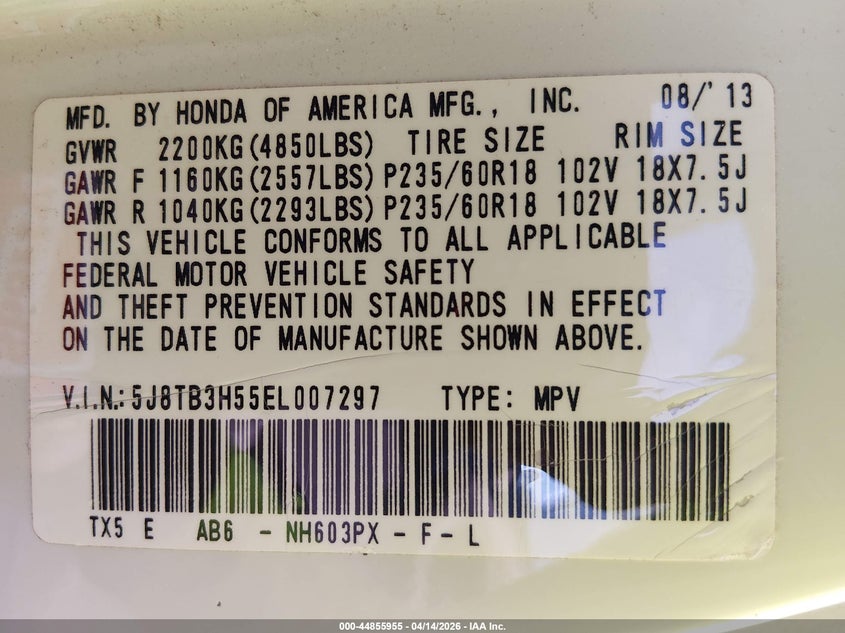 MFD. BY HONDA OF AMERICA MFG., INC. 08/'13
GVWR 2200KG(4850LBS) TIRE SIZE RIM SIZE
GAWR F 1160KG(2557LBS) P235/60R18 102V 18X7.5J
GAWR R 1040KG(2293LBS) P235/60R18 102V 18X7.5J
THIS VEHICLE CONFORMS TO ALL APPLICABLE
FEDERAL MOTOR VEHICLE SAFETY
AND THEFT PREVENTION STANDARDS IN EFFECT
ON THE DATE OF MANUFACTURE SHOWN ABOVE.
V.I.N.: 5J8TB3H55EL007297 TYPE: MPV
TX5 E AB6 - NH603PX - F - L
000-44855955 - 04/14/2026 - IAA Inc.